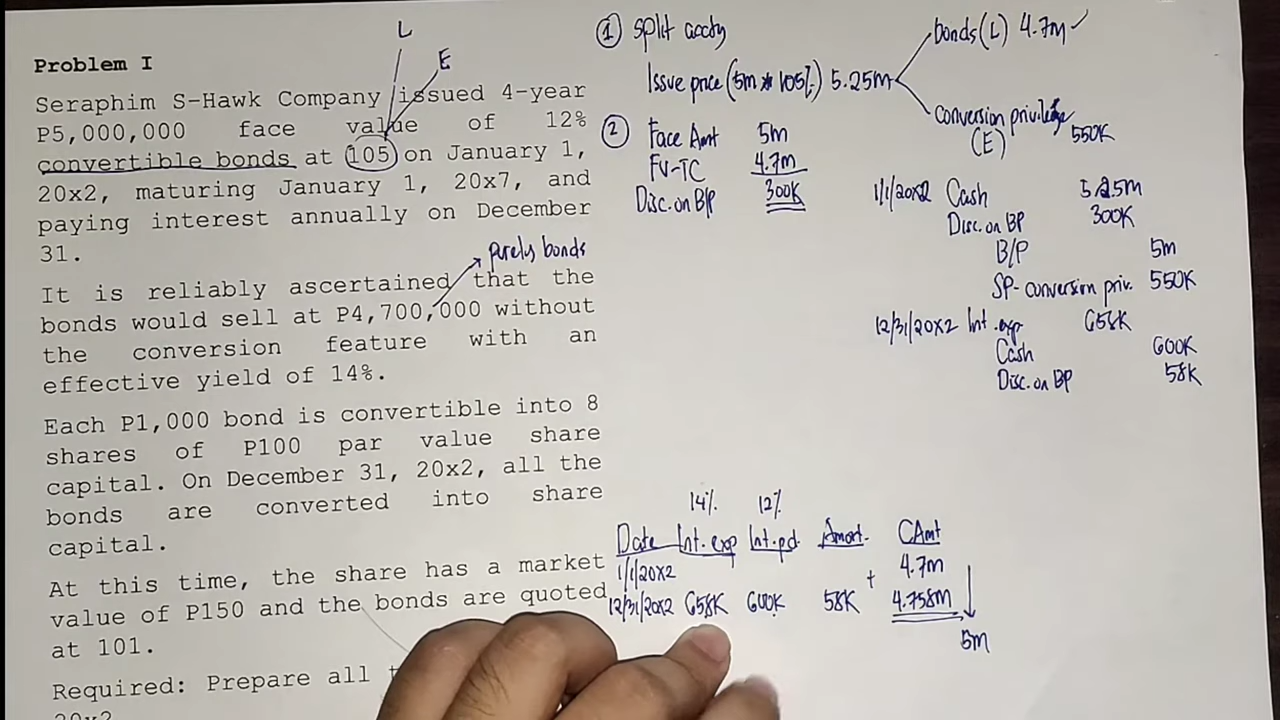 L
E
Problem I
Seraphim S-Hawk Company issued 4-year
P5,000,000 face value of 12%
convertible bonds at 105 on January 1,
20x2, maturing January 1, 20x7, and
paying interest annually on December
31.
purely bonds
It is reliably ascertained that the
bonds would sell at P4,700,000 without
the conversion feature with an
effective yield of 14%.
Each P1,000 bond is convertible into 8
shares of P100 par value share
capital. On December 31, 20x2, all the
bonds are converted into share
capital.
At this time, the share has a market
value of P150 and the bonds are quoted
at 101.
Required: Prepare all
20x2
① split acctg
bonds (L) 4.7m ✓
Issue price (5m * 105%) 5.25m
conversion privilege
(E) 550K
② Face Amt 5m
FV-TC 4.7m
Disc. on B/P 300K
1/1/20x2 Cash 5.25m
Disc. on BP 300K
B/P 5m
SP-conversion priv. 550K
12/31/20x2 Int. exp 658K
Cash 600K
Disc. on BP 58K
14% 12%
Date Int. exp Int. pd. Amort. CAmt
1/1/20x2 4.7m
12/31/20x2 658K 600K 58K + 4.758m
5m